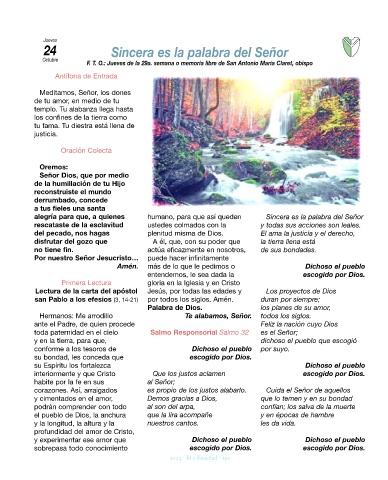 Jueves
24
Octubre
Sincera es la palabra del Señor
F. T. O.: Jueves de la 29a. semana o memoria libre de San Antonio María Claret, obispo
Antífona de Entrada
Meditamos, Señor, los dones
de tu amor, en medio de tu
templo. Tu alabanza llega hasta
los confines de la tierra como
tu fama. Tu diestra está llena de
justicia.
Oración Colecta
Oremos:
Señor Dios, que por medio
de la humillación de tu Hijo
reconstruiste el mundo
derrumbado, concede
a tus fieles una santa
alegría para que, a quienes
rescataste de la esclavitud
del pecado, nos hagas
disfrutar del gozo que
no tiene fin.
Por nuestro Señor Jesucristo…
Amén.
Primera Lectura
Lectura de la carta del apóstol
san Pablo a los efesios (3, 14-21)
Hermanos: Me arrodillo
ante el Padre, de quien procede
toda paternidad en el cielo
y en la tierra, para que,
conforme a los tesoros de
su bondad, les conceda que
su Espíritu los fortalezca
interiormente y que Cristo
habite por la fe en sus
corazones. Así, arraigados
y cimentados en el amor,
podrán comprender con todo
el pueblo de Dios, la anchura
y la longitud, la altura y la
profundidad del amor de Cristo,
y experimentar ese amor que
sobrepasa todo conocimiento
humano, para que así queden
ustedes colmados con la
plenitud misma de Dios.
A él, que, con su poder que
actúa eficazmente en nosotros,
puede hacer infinitamente
más de lo que le pedimos o
entendemos, le sea dada la
gloria en la Iglesia y en Cristo
Jesús, por todas las edades y
por todos los siglos. Amén.
Palabra de Dios.
Te alabamos, Señor.
Salmo Responsorial Salmo 32
Dichoso el pueblo
escogido por Dios.
Que los justos aclamen
al Señor;
es propio de los justos alabarlo.
Demos gracias a Dios,
al son del arpa,
que la lira acompañe
nuestros cantos.
Dichoso el pueblo
escogido por Dios.
Sincera es la palabra del Señor
y todas sus acciones son leales.
El ama la justicia y el derecho,
la tierra llena está
de sus bondades.
Dichoso el pueblo
escogido por Dios.
Los proyectos de Dios
duran por siempre;
los planes de su amor,
todos los siglos.
Feliz la nación cuyo Dios
es el Señor;
dichoso el pueblo que escogió
por suyo.
Dichoso el pueblo
escogido por Dios.
Cuida el Señor de aquellos
que lo temen y en su bondad
confían; los salva de la muerte
y en épocas de hambre
les da vida.
Dichoso el pueblo
escogido por Dios.